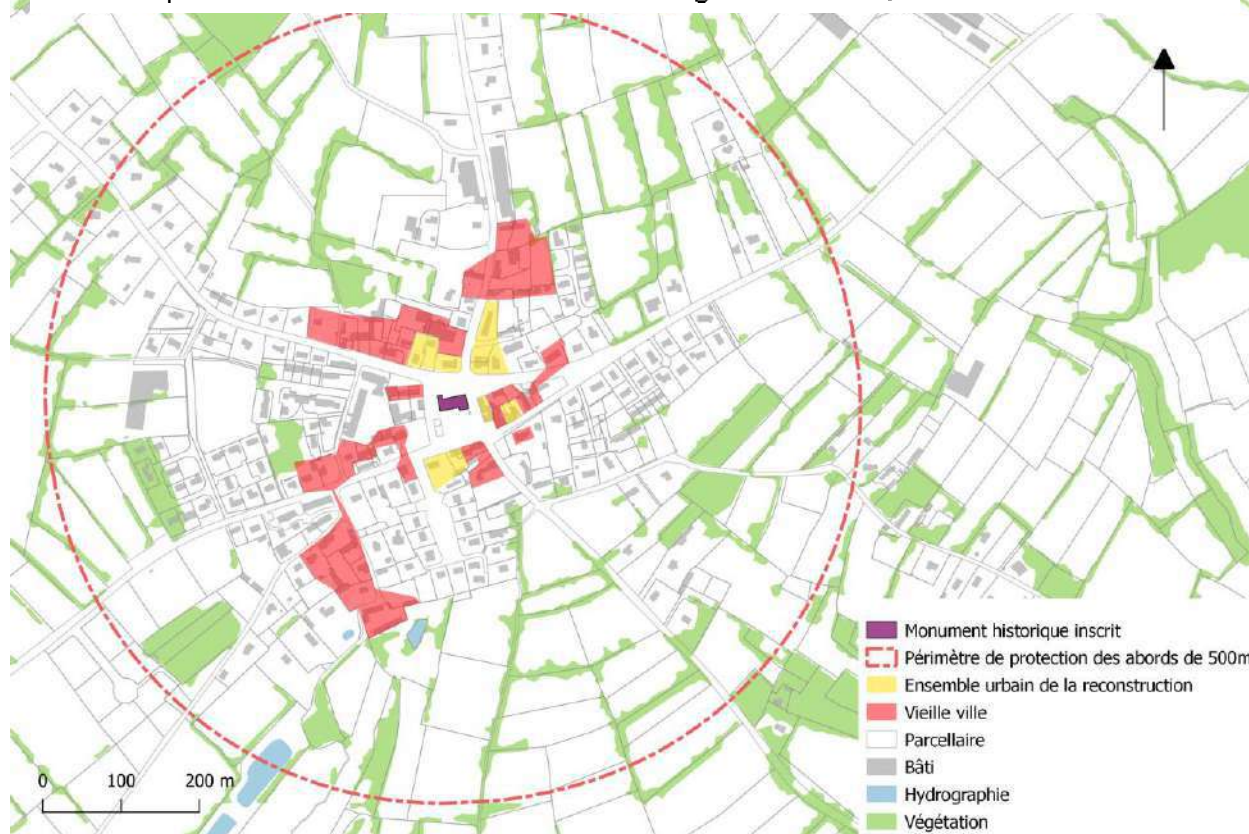 0 100 200 m
Monument historique inscrit
Périmètre de protection des abords de 500m
Ensemble urbain de la reconstruction
Vieille ville
Parcellaire
Bâti
Hydrographie
Végétation